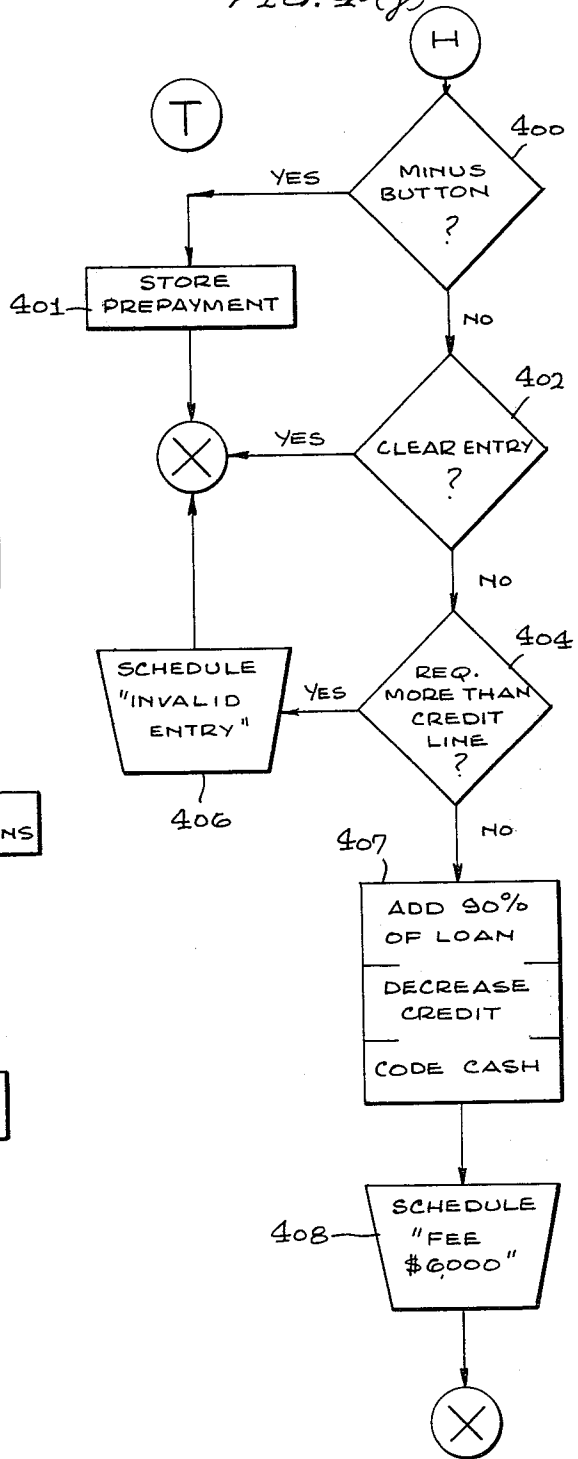 H
T
400
MINUS
BUTTON
?
YES
STORE
PREPAYMENT
401
NO
402
CLEAR ENTRY
?
YES
X
NO
404
REQ.
MORE THAN
CREDIT
LINE
?
YES
SCHEDULE
"INVALID
ENTRY"
406
NS
NO
407
ADD 90%
OF LOAN
DECREASE
CREDIT
CODE CASH
408
SCHEDULE
"FEE
$6,000"
X